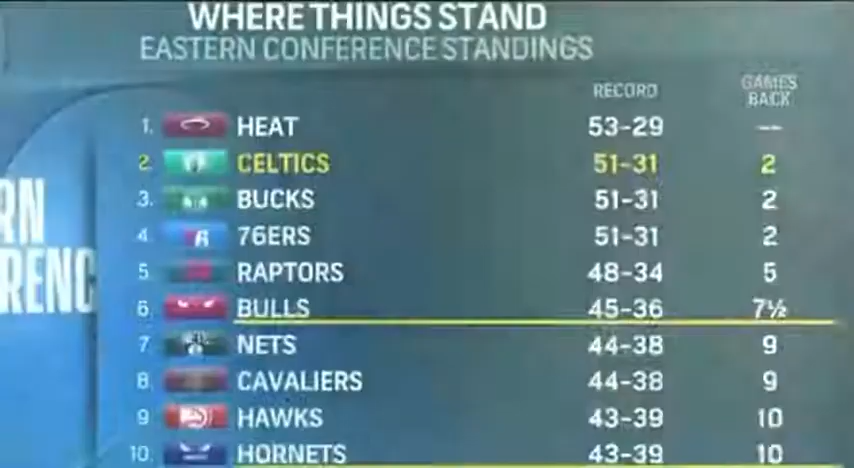 WHERE THINGS STAND
EASTERN CONFERENCE STANDINGS
RECORD GAMES BACK
1. HEAT 53-29 --
2. CELTICS 51-31 2
3. BUCKS 51-31 2
4. 76ERS 51-31 2
5. RAPTORS 48-34 5
6. BULLS 45-36 7½
7. NETS 44-38 9
8. CAVALIERS 44-38 9
9. HAWKS 43-39 10
10. HORNETS 43-39 10
RN
RENC